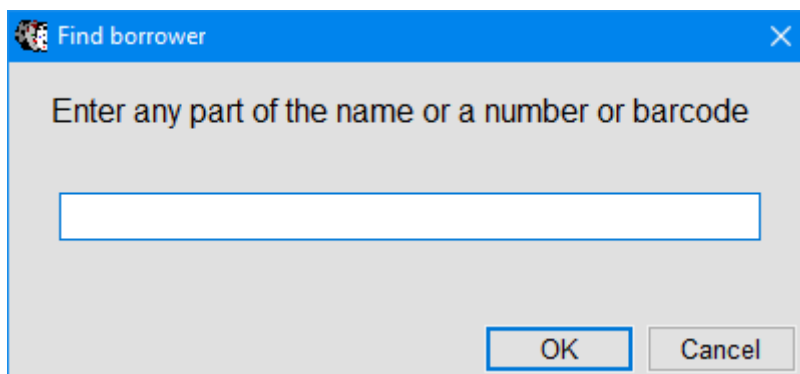 Find borrower
Enter any part of the name or a number or barcode
OK Cancel